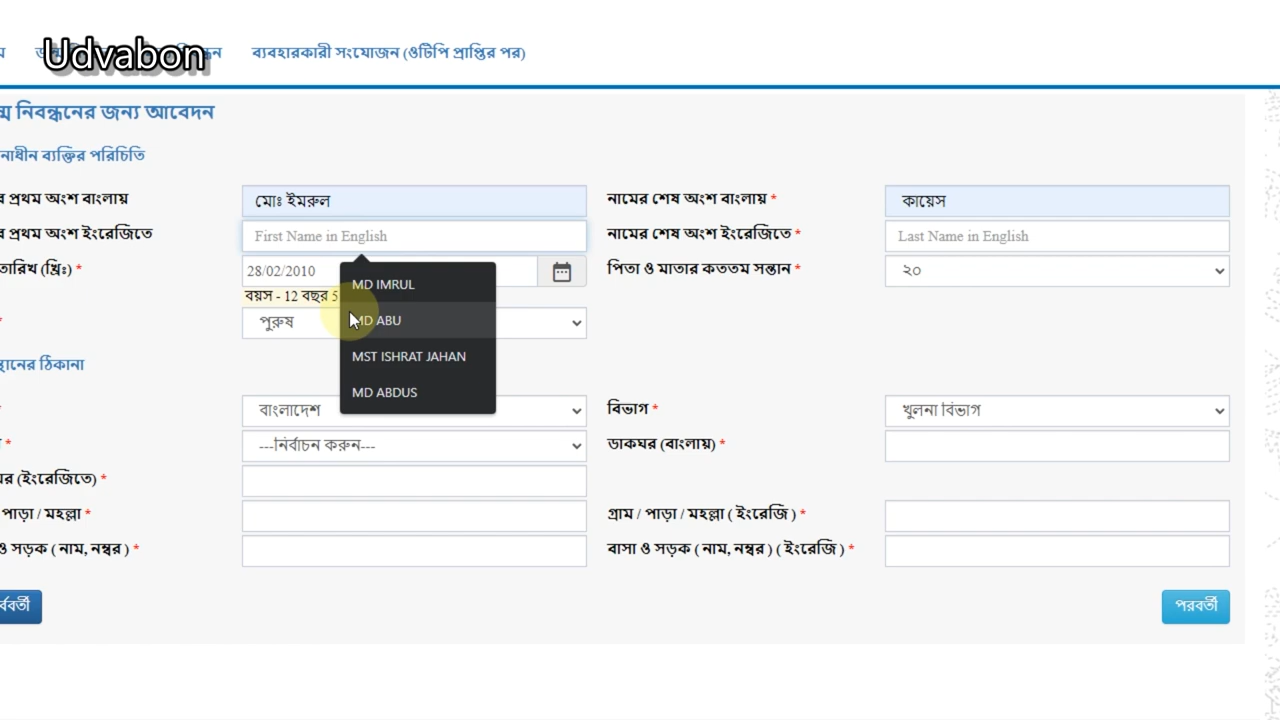 Udvabon
ব্যবহারকারী সংযোজন (ওটিপি প্রাপ্তির পর)
নিবন্ধনের জন্য আবেদন
ব্যক্তির পরিচিতি
প্রথম অংশ বাংলায়
মোঃ ইমরুল
নামের শেষ অংশ বাংলায় *
কায়েস
প্রথম অংশ ইংরেজিতে
First Name in English
নামের শেষ অংশ ইংরেজিতে *
Last Name in English
তারিখ (খ্রিঃ) *
28/02/2010
পিতা ও মাতার কততম সন্তান *
২০
বয়স - 12 বছর 5
MD IMRUL
*
পুরুষ
MD ABU
MST ISHRAT JAHAN
MD ABDUS
ঠিকানা
*
বাংলাদেশ
বিভাগ *
খুলনা বিভাগ
*
---নির্বাচন করুন---
ডাকঘর (বাংলায়) *
(ইংরেজিতে) *
পাড়া / মহল্লা *
গ্রাম / পাড়া / মহল্লা ( ইংরেজি ) *
ও সড়ক ( নাম, নম্বর ) *
বাসা ও সড়ক ( নাম, নম্বর ) ( ইংরেজি ) *
পরবর্তী